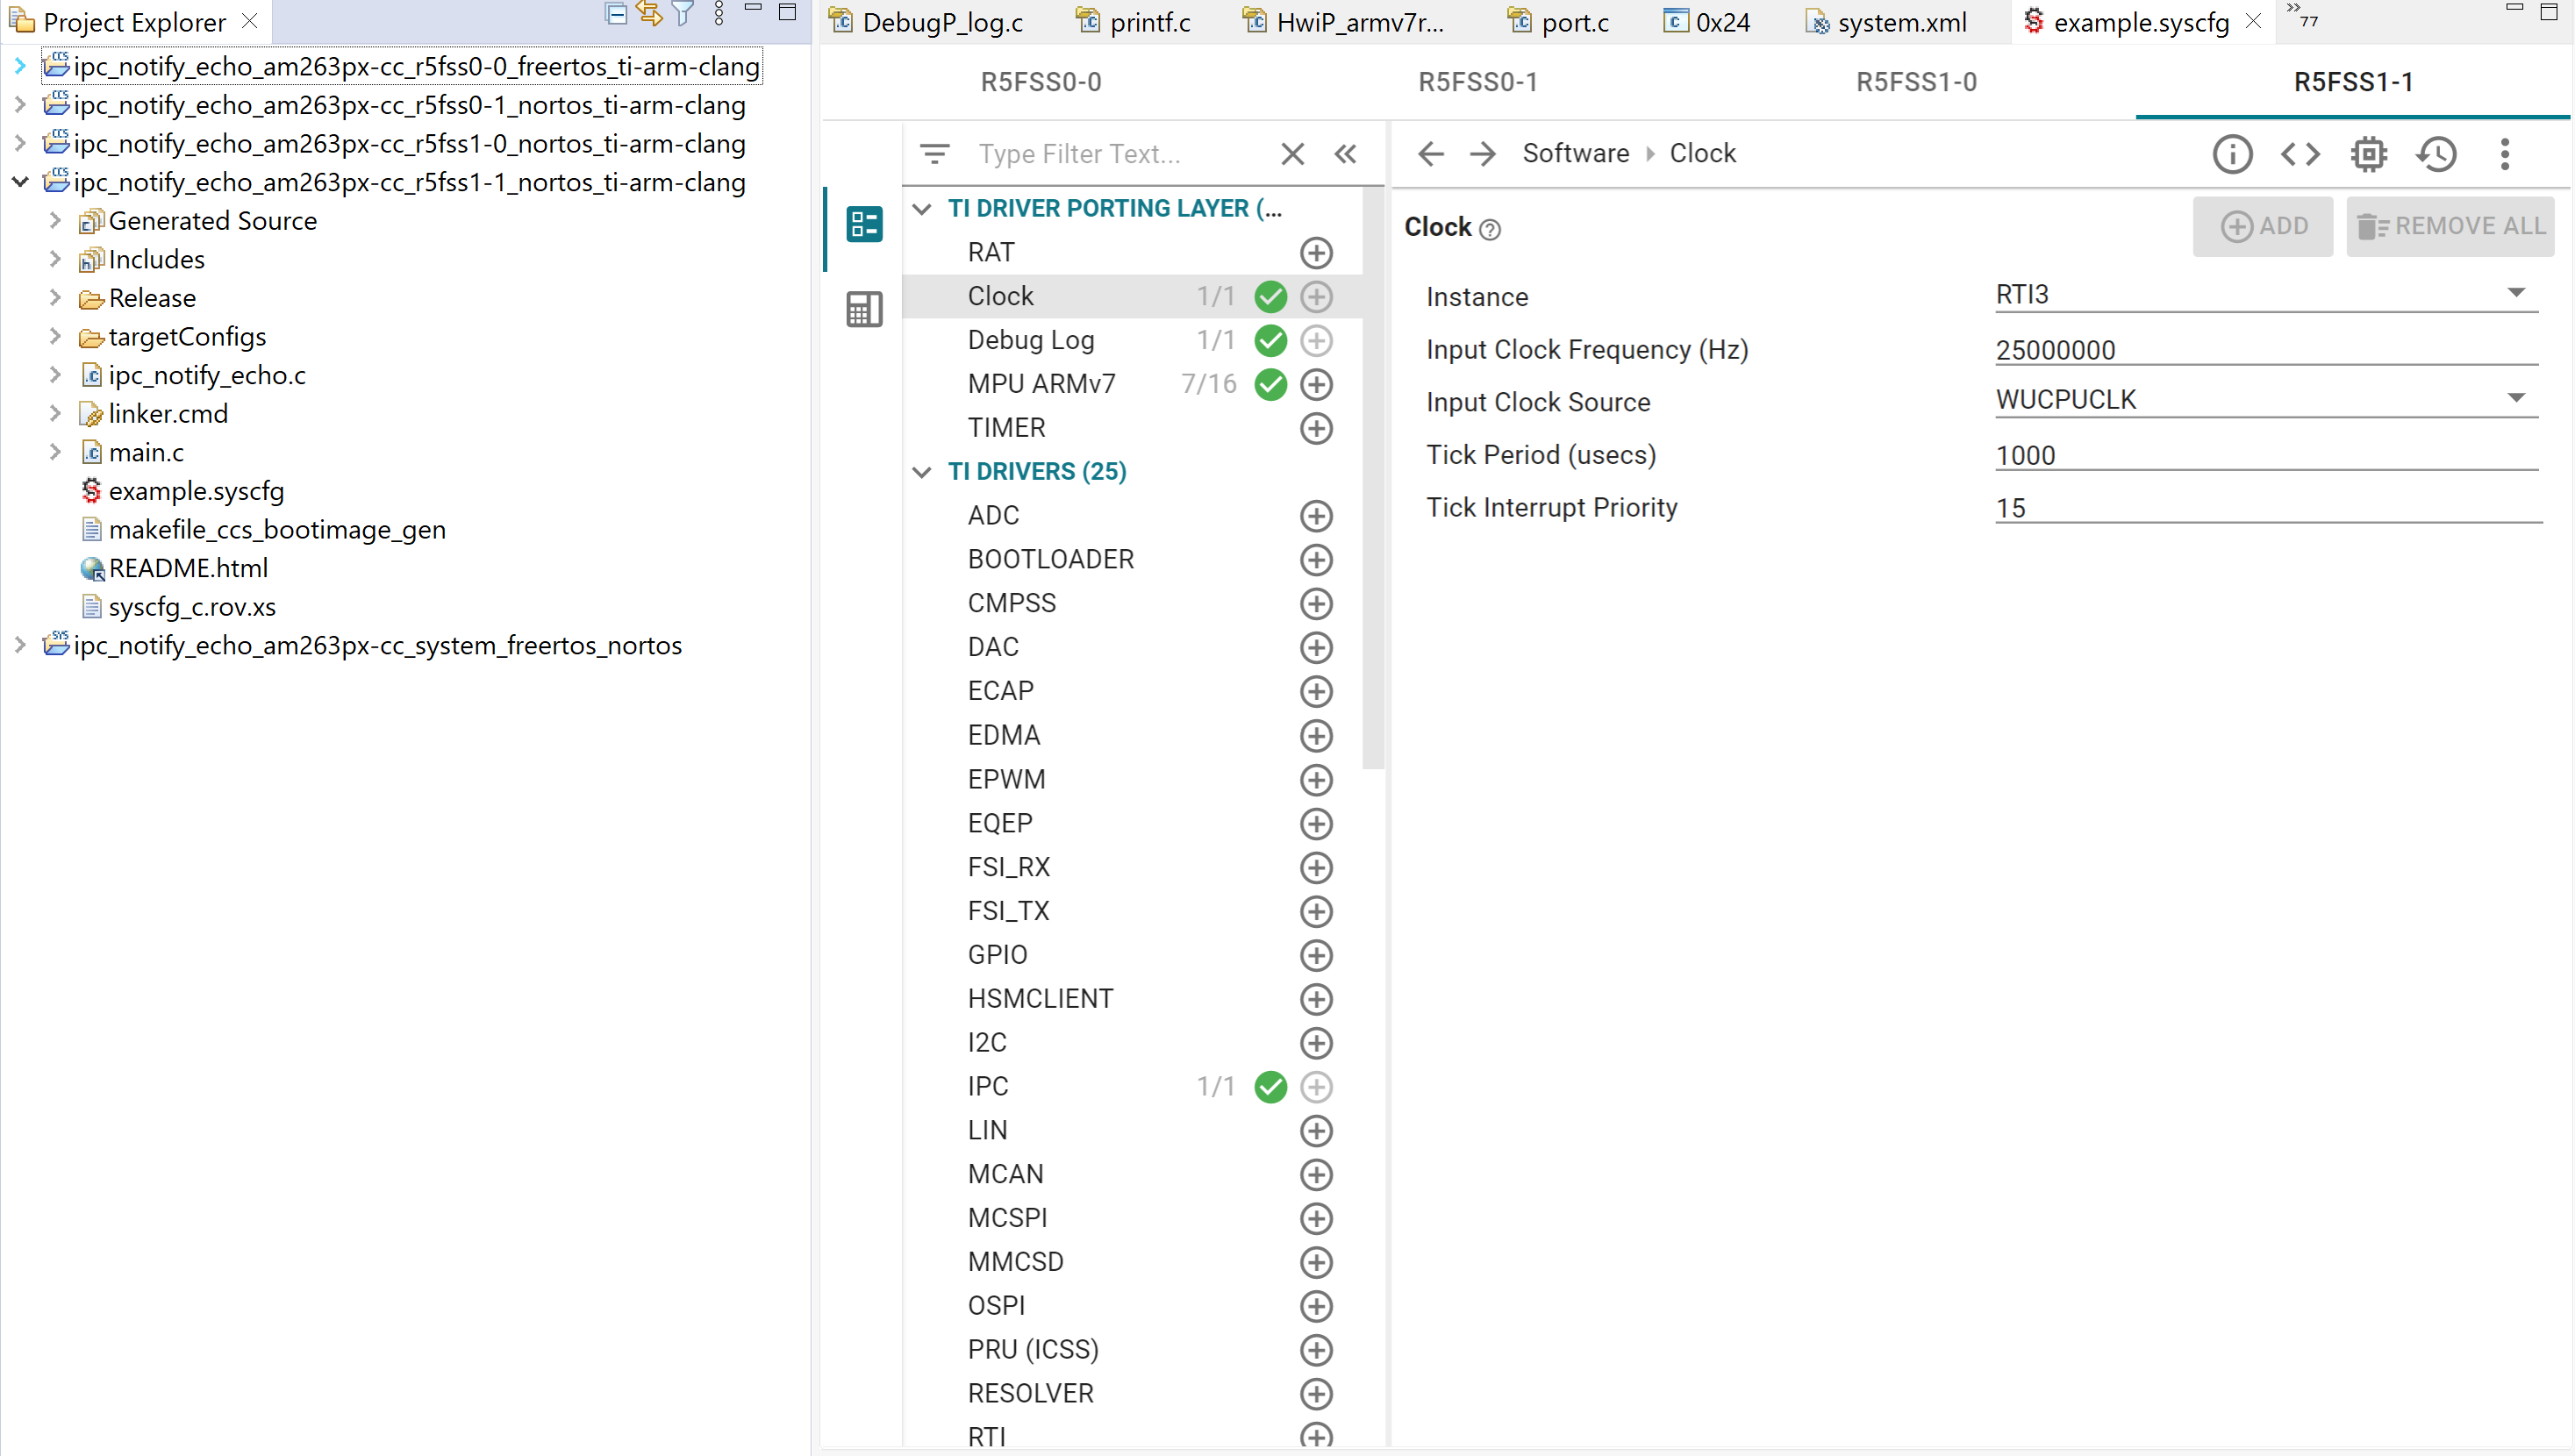 Project Explorer
ipc_notify_echo_am263px-cc_r5fss0-0_freertos_ti-arm-clang
ipc_notify_echo_am263px-cc_r5fss0-1_nortos_ti-arm-clang
ipc_notify_echo_am263px-cc_r5fss1-0_nortos_ti-arm-clang
ipc_notify_echo_am263px-cc_r5fss1-1_nortos_ti-arm-clang
Generated Source
Includes
Release
targetConfigs
ipc_notify_echo.c
linker.cmd
main.c
example.syscfg
makefile_ccs_bootimage_gen
README.html
syscfg_c.rov.xs
ipc_notify_echo_am263px-cc_system_freertos_nortos
DebugP_log.c printf.c HwiP_armv7r... port.c 0x24 system.xml example.syscfg 77
R5FSS0-0 R5FSS0-1 R5FSS1-0 R5FSS1-1
Type Filter Text...
TI DRIVER PORTING LAYER (...
RAT
Clock 1/1
Debug Log 1/1
MPU ARMv7 7/16
TIMER
TI DRIVERS (25)
ADC
BOOTLOADER
CMPSS
DAC
ECAP
EDMA
EPWM
EQEP
FSI_RX
FSI_TX
GPIO
HSMCLIENT
I2C
IPC 1/1
LIN
MCAN
MCSPI
MMCSD
OSPI
PRU (ICSS)
RESOLVER
RTI
Software Clock
Clock ADD REMOVE ALL
Instance RTI3
Input Clock Frequency (Hz) 25000000
Input Clock Source WUCPUCLK
Tick Period (usecs) 1000
Tick Interrupt Priority 15